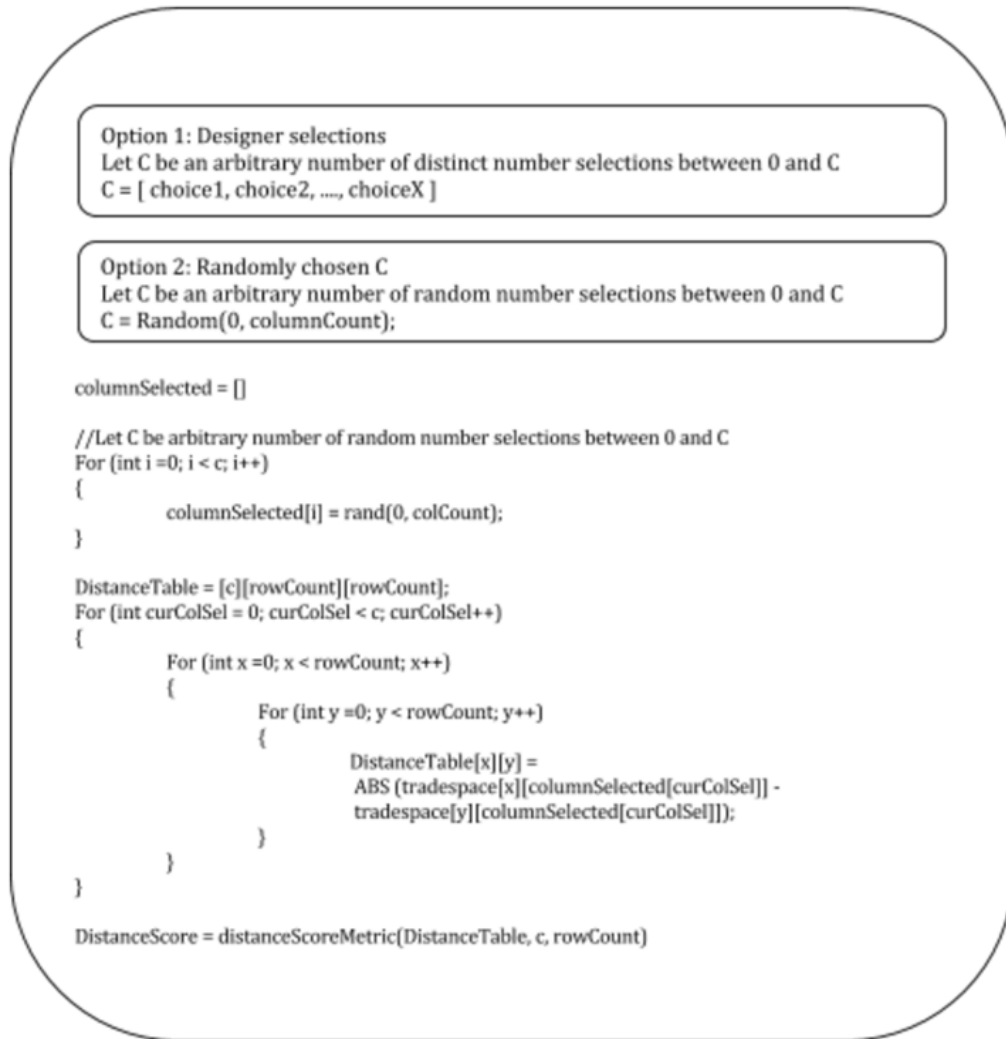 Option 1: Designer selections
Let C be an arbitrary number of distinct number selections between 0 and C
C = [ choice1, choice2, ...., choiceX ]
Option 2: Randomly chosen C
Let C be an arbitrary number of random number selections between 0 and C
C = Random(0, columnCount);
columnSelected = []
//Let C be arbitrary number of random number selections between 0 and C
For (int i =0; i < c; i++)
{
columnSelected[i] = rand(0, colCount);
}
DistanceTable = [c][rowCount][rowCount];
For (int curColSel = 0; curColSel < c; curColSel++)
{
For (int x =0; x < rowCount; x++)
{
For (int y =0; y < rowCount; y++)
{
DistanceTable[x][y] =
ABS (tradespace[x][columnSelected[curColSel]] -
tradespace[y][columnSelected[curColSel]]);
}
}
}
DistanceScore = distanceScoreMetric(DistanceTable, c, rowCount)